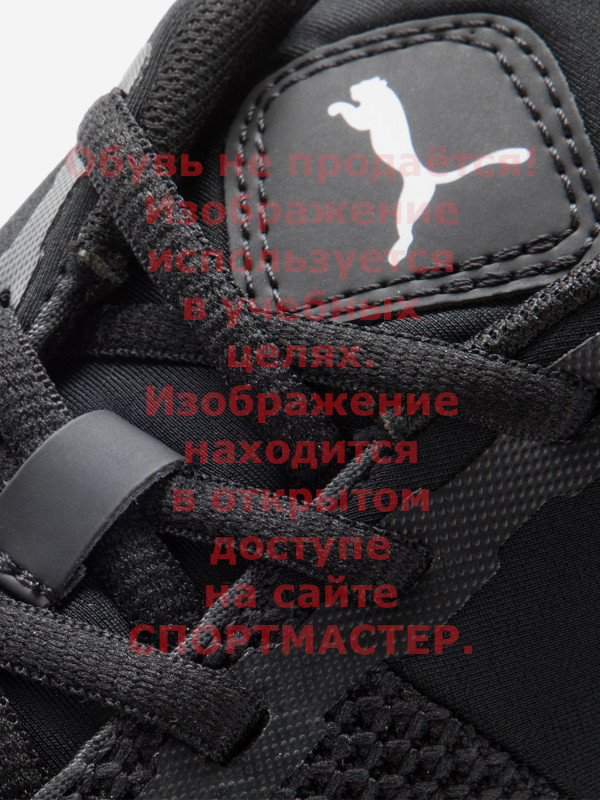 Обувь не продаётся!
Изображение
используется
в учебных
целях.
Изображение
находится
в открытом
доступе
на сайте
СПОРТМАСТЕР.